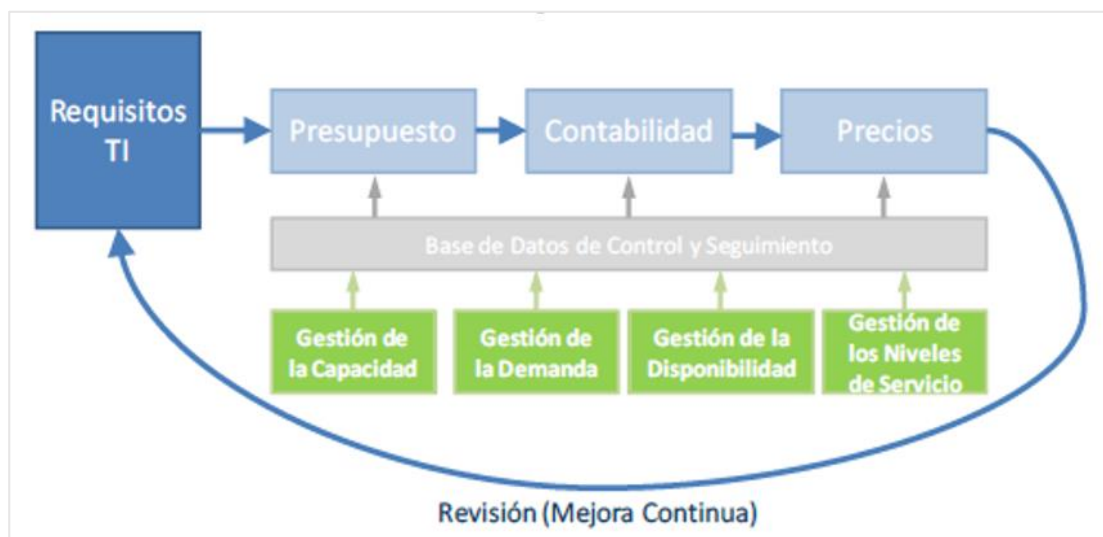 Requisitos
TI
Presupuesto
Contabilidad
Precios
Base de Datos de Control y Seguimiento
Gestión de
la Capacidad
Gestión de
la Demanda
Gestión de la
Disponibilidad
Gestión de
los Niveles
de Servicio
Revisión (Mejora Continua)